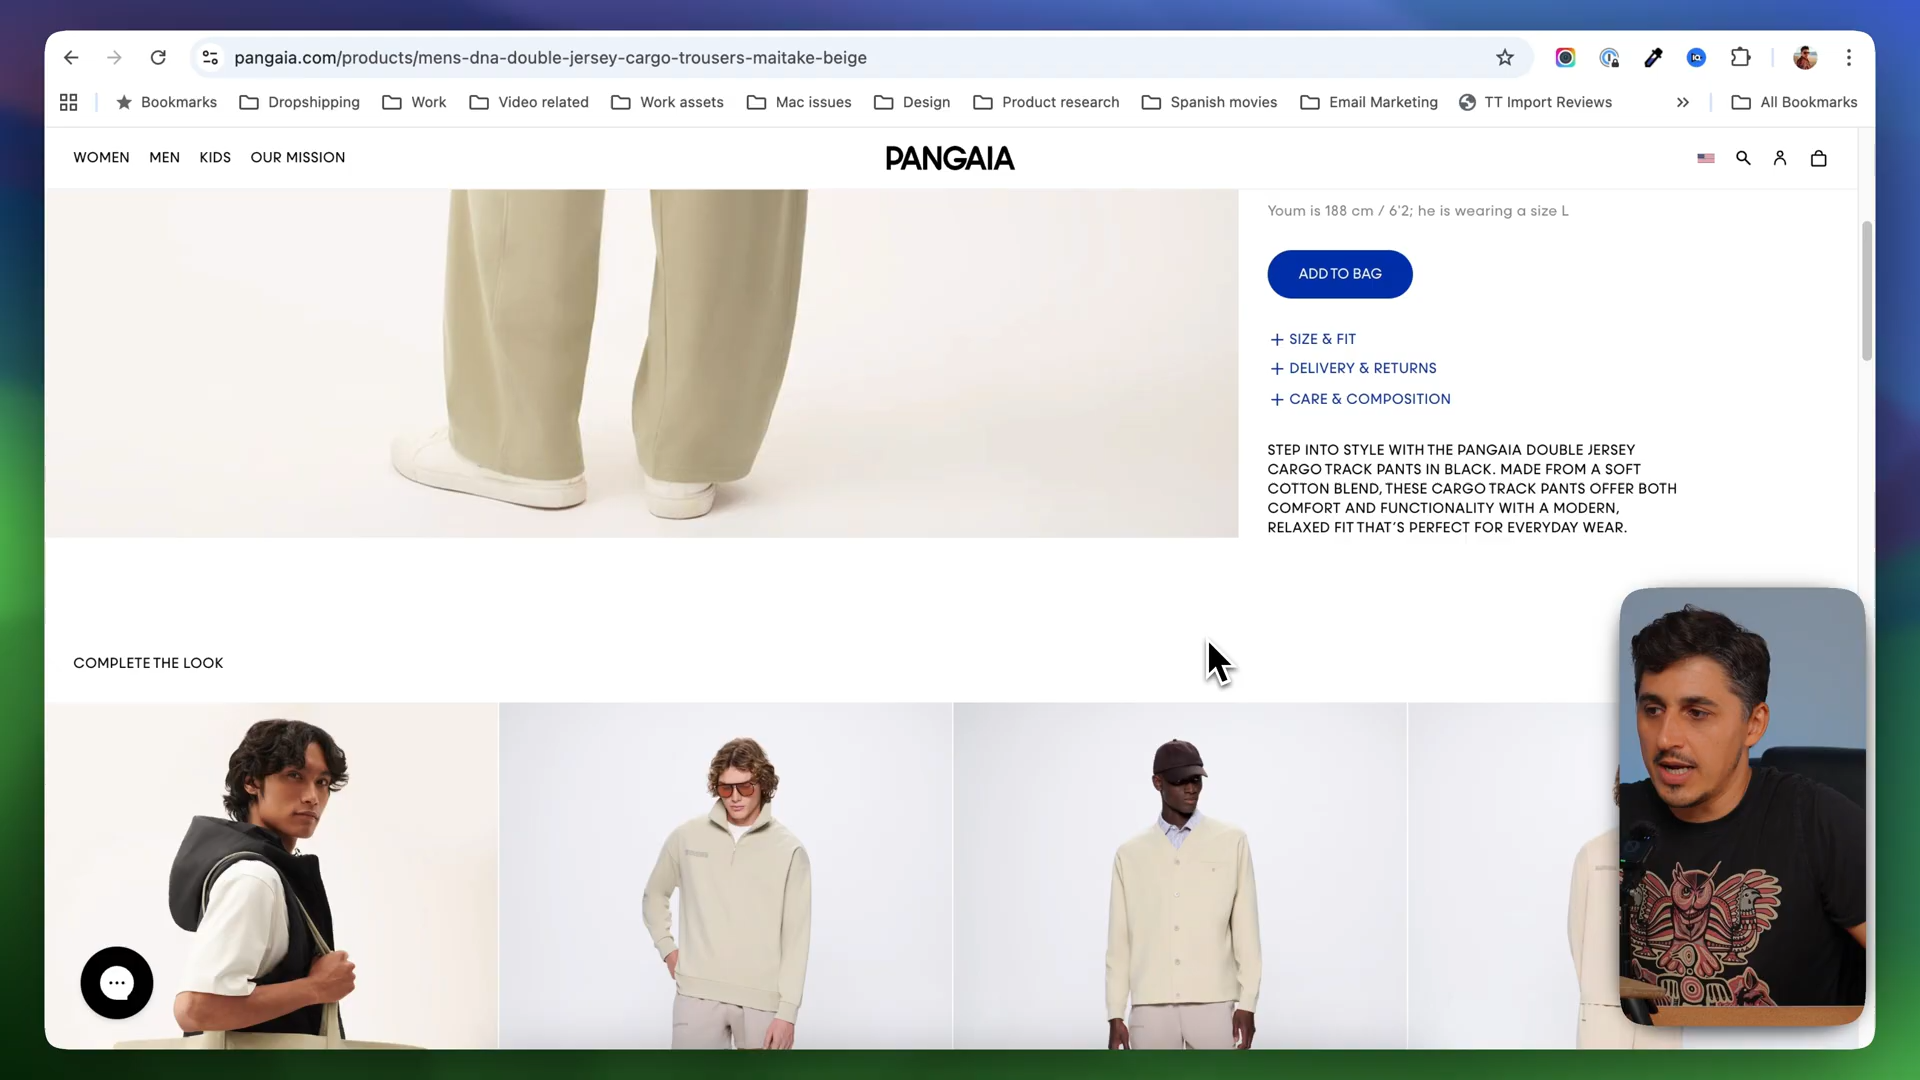 pangaia.com/products/mens-dna-double-jersey-cargo-trousers-maitake-beige
Bookmarks Dropshipping Work Video related Work assets Mac issues Design Product research Spanish movies Email Marketing TT Import Reviews » All Bookmarks
WOMEN MEN KIDS OUR MISSION PANGAIA
Youm is 188 cm / 6'2; he is wearing a size L
ADD TO BAG
+ SIZE & FIT
+ DELIVERY & RETURNS
+ CARE & COMPOSITION
STEP INTO STYLE WITH THE PANGAIA DOUBLE JERSEY
CARGO TRACK PANTS IN BLACK. MADE FROM A SOFT
COTTON BLEND, THESE CARGO TRACK PANTS OFFER BOTH
COMFORT AND FUNCTIONALITY WITH A MODERN,
RELAXED FIT THAT'S PERFECT FOR EVERYDAY WEAR.
COMPLETE THE LOOK